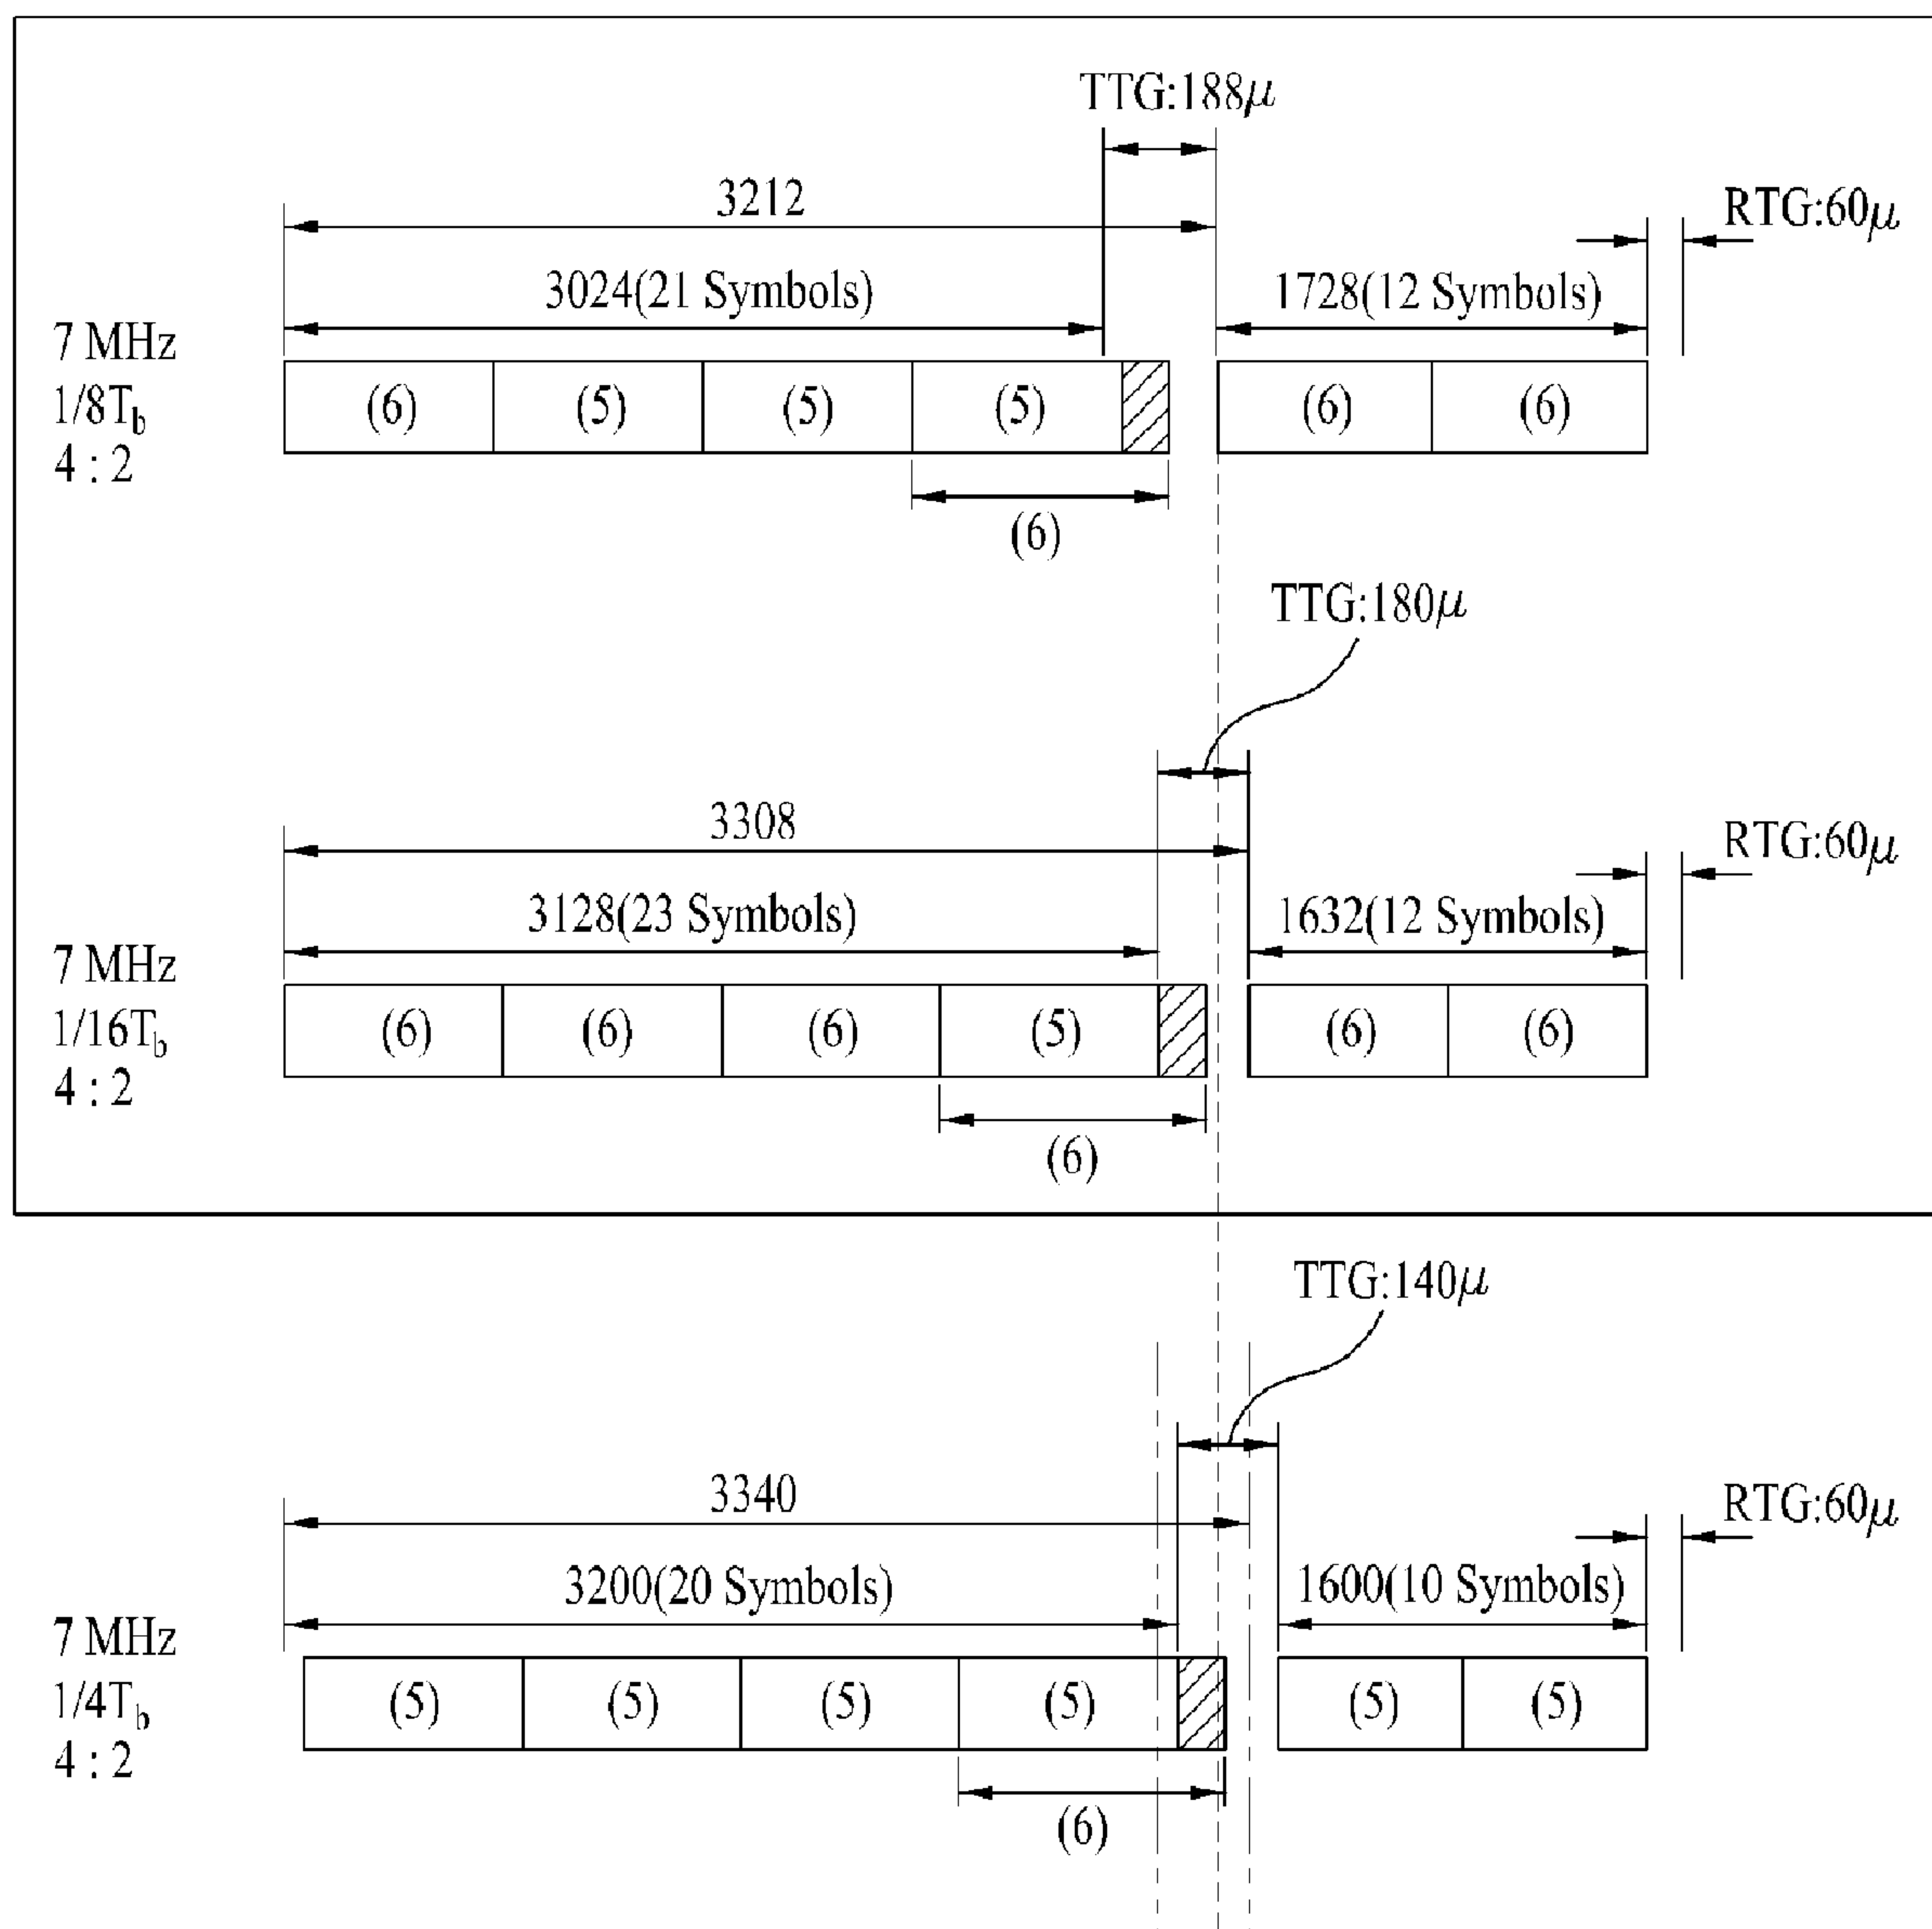 TTG:188μ
3212
RTG:60μ
3024(21 Symbols)
1728(12 Symbols)
7 MHz
1/8Tb
4 : 2
(6)
(5)
(5)
(5)
(6)
(6)
(6)
TTG:180μ
3308
RTG:60μ
3128(23 Symbols)
1632(12 Symbols)
7 MHz
1/16Tb
4 : 2
(6)
(6)
(6)
(5)
(6)
(6)
(6)
TTG:140μ
3340
RTG:60μ
3200(20 Symbols)
1600(10 Symbols)
7 MHz
1/4Tb
4 : 2
(5)
(5)
(5)
(5)
(5)
(5)
(6)